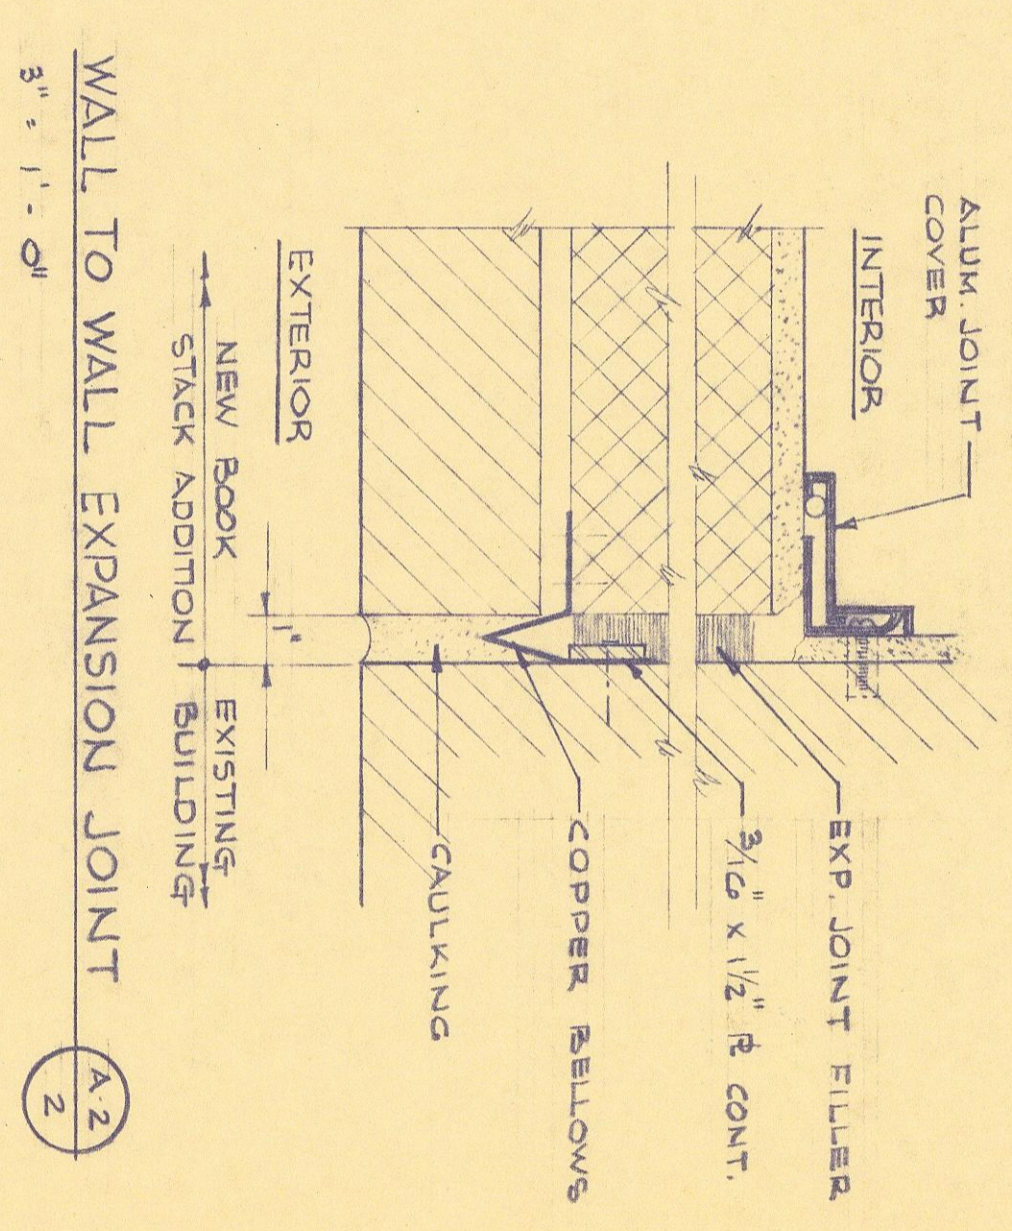 ALUM. JOINT
COVER
INTERIOR
EXP. JOINT FILLER
3/16" x 1 1/2" ℄ CONT.
COPPER BELLOWS
CAULKING
EXTERIOR
1"
NEW BOOK
STACK ADDITION
EXISTING
BUILDING
WALL TO WALL EXPANSION JOINT
3" = 1'-0"
A-2
2